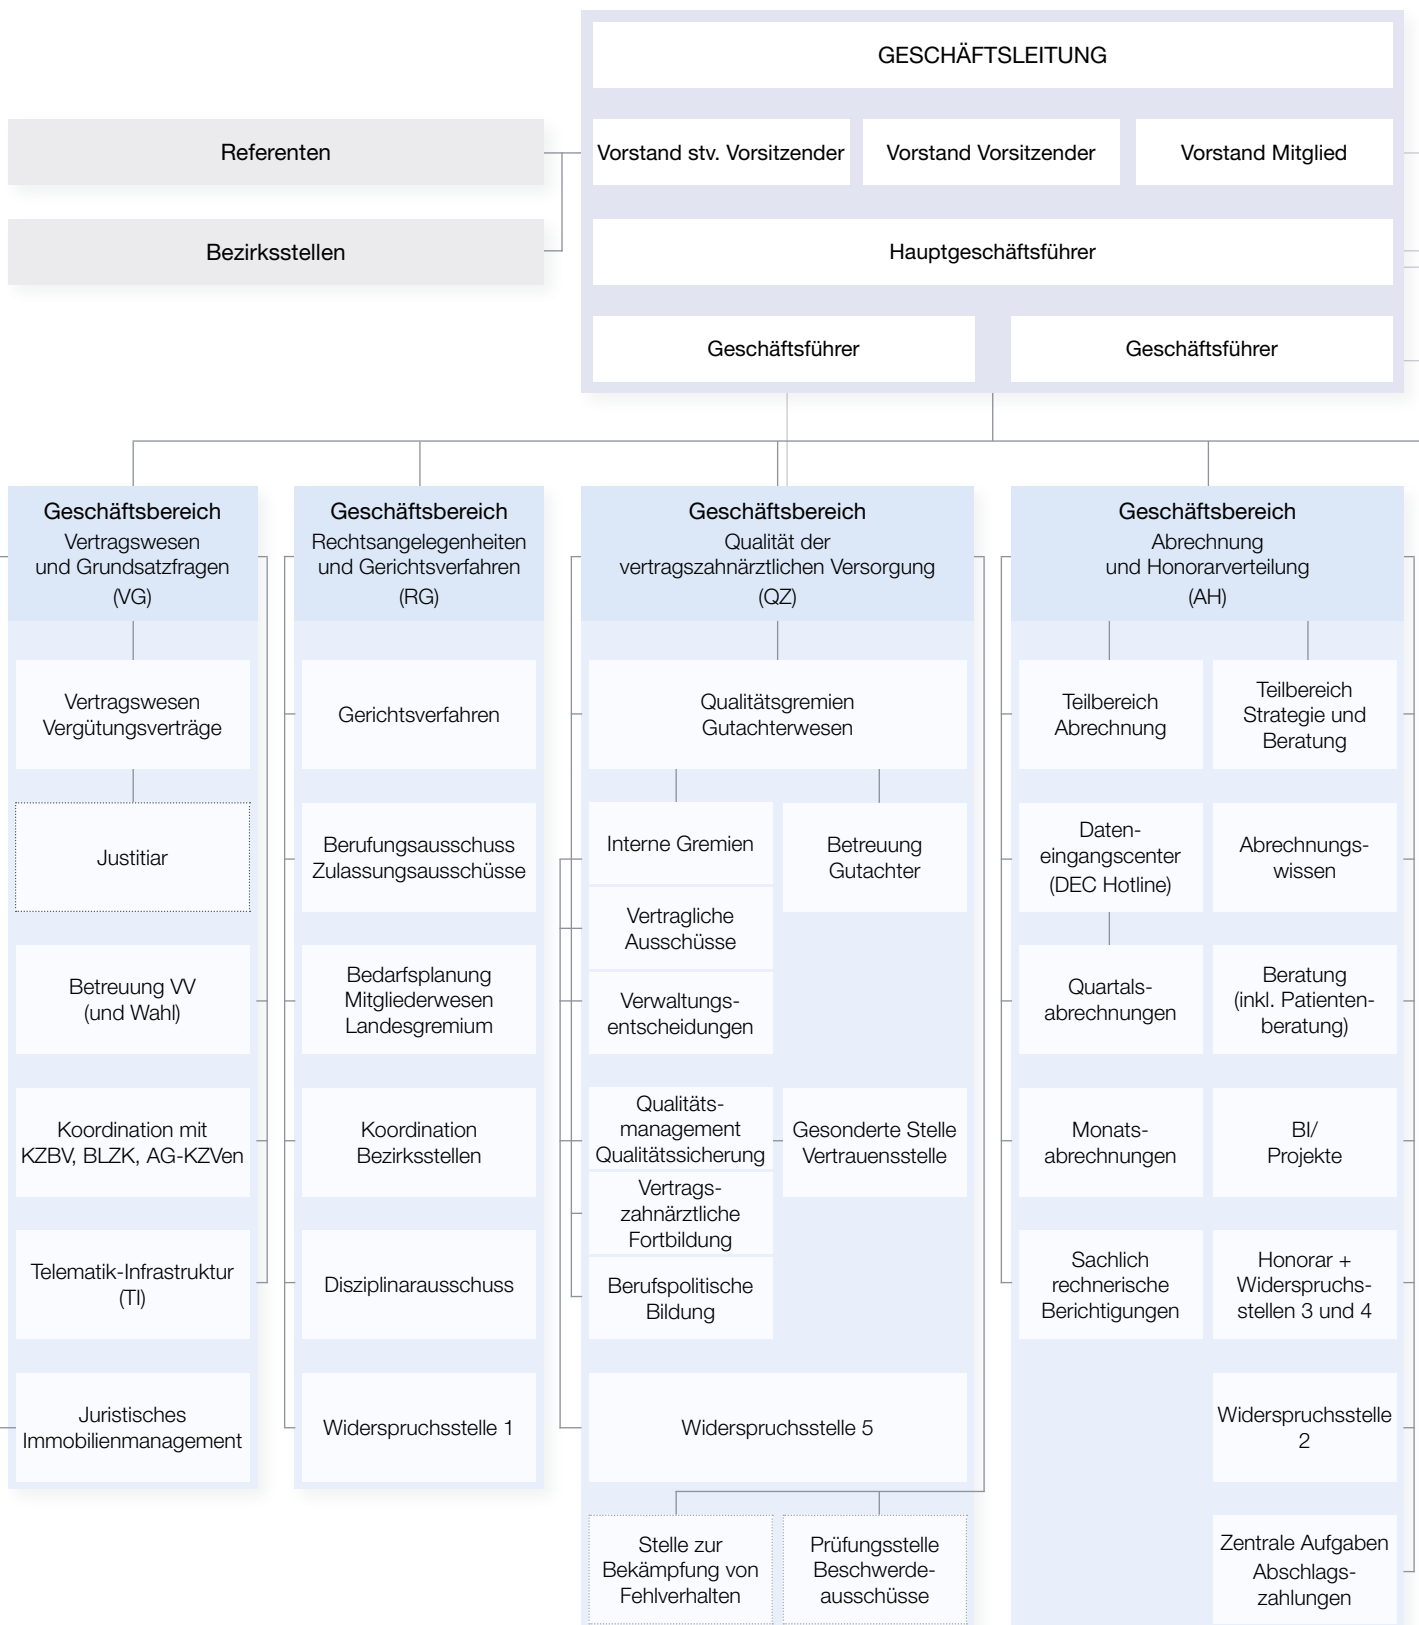 GESCHÄFTSLEITUNG
Referenten
Vorstand stv. Vorsitzender
Vorstand Vorsitzender
Vorstand Mitglied
Bezirksstellen
Hauptgeschäftsführer
Geschäftsführer
Geschäftsführer
Geschäftsbereich
Vertragswesen
und Grundsatzfragen
(VG)
Vertragswesen
Vergütungsverträge
Justitiar
Betreuung VV
(und Wahl)
Koordination mit
KZBV, BLZK, AG-KZVen
Telematik-Infrastruktur
(TI)
Juristisches
Immobilienmanagement
Geschäftsbereich
Rechtsangelegenheiten
und Gerichtsverfahren
(RG)
Gerichtsverfahren
Berufungsausschuss
Zulassungsausschüsse
Bedarfsplanung
Mitgliederwesen
Landesgremium
Koordination
Bezirksstellen
Disziplinarausschuss
Widerspruchsstelle 1
Geschäftsbereich
Qualität der
vertragszahnärztlichen Versorgung
(QZ)
Qualitätsgremien
Gutachterwesen
Interne Gremien
Vertragliche
Ausschüsse
Verwaltungs-
entscheidungen
Betreuung
Gutachter
Qualitäts-
management
Qualitätssicherung
Vertrags-
zahnärztliche
Fortbildung
Berufspolitische
Bildung
Gesonderte Stelle
Vertrauensstelle
Widerspruchsstelle 5
Stelle zur
Bekämpfung von
Fehlverhalten
Prüfungsstelle
Beschwerde-
ausschüsse
Geschäftsbereich
Abrechnung
und Honorarverteilung
(AH)
Teilbereich
Abrechnung
Daten-
eingangscenter
(DEC Hotline)
Quartals-
abrechnungen
Monats-
abrechnungen
Sachlich
rechnerische
Berichtigungen
Teilbereich
Strategie und
Beratung
Abrechnungs-
wissen
Beratung
(inkl. Patienten-
beratung)
BI/
Projekte
Honorar +
Widerspruchs-
stellen 3 und 4
Widerspruchsstelle
2
Zentrale Aufgaben
Abschlags-
zahlungen